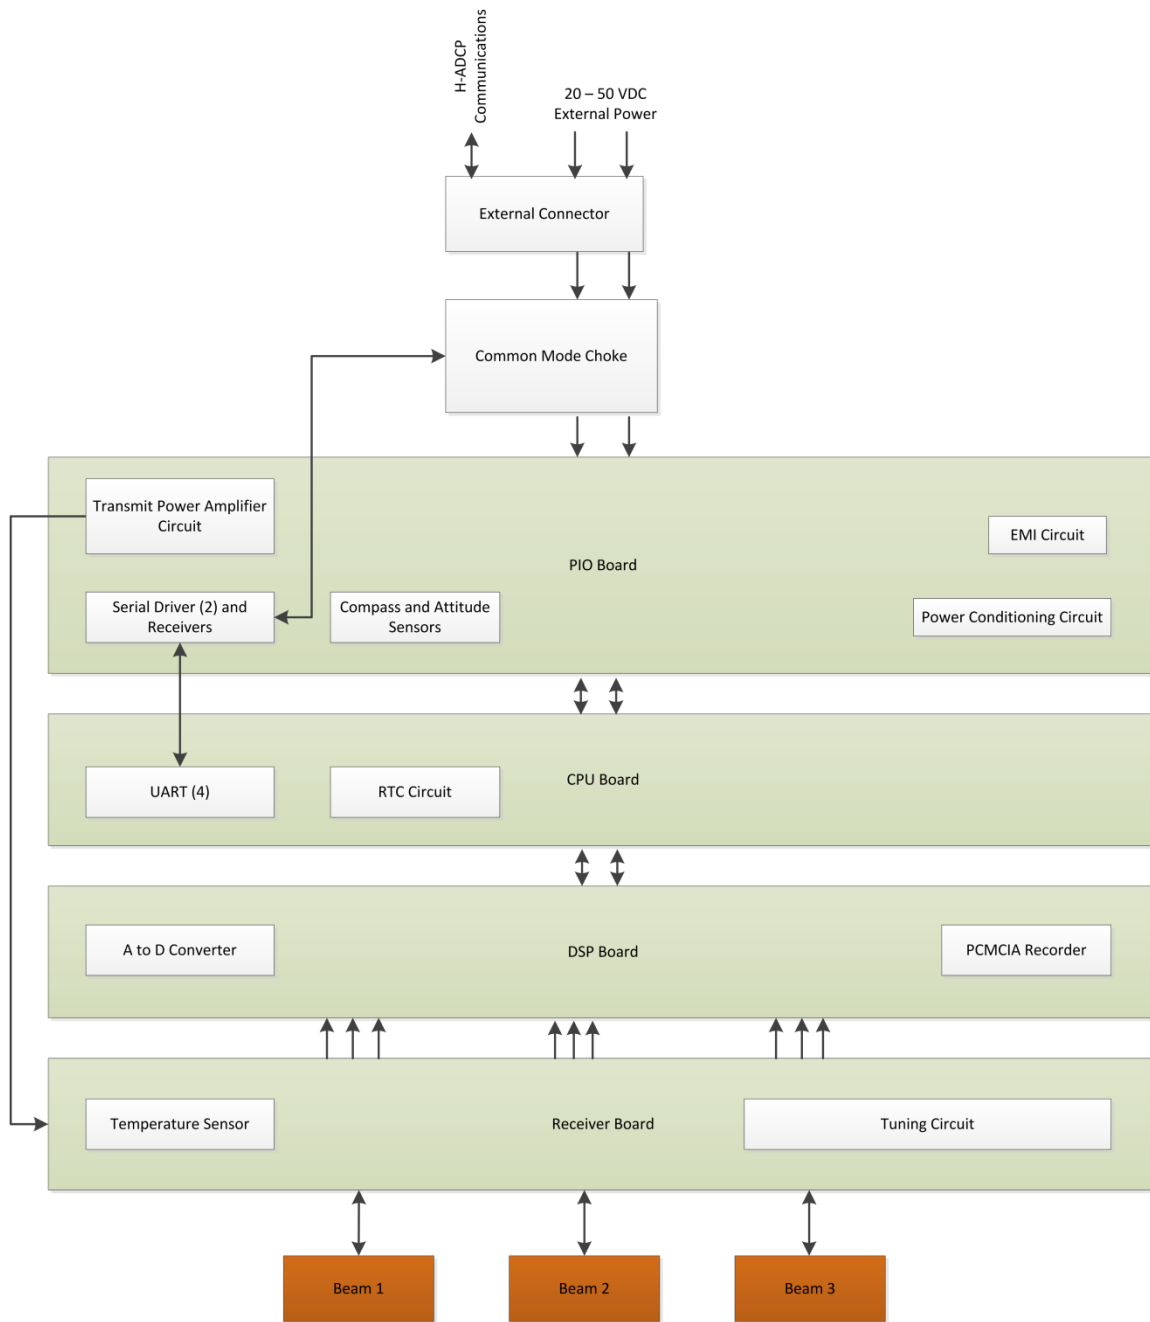 H-ADCP
Communications
20 – 50 VDC
External Power
External Connector
Common Mode Choke
Transmit Power Amplifier
Circuit
EMI Circuit
PIO Board
Serial Driver (2) and
Receivers
Compass and Attitude
Sensors
Power Conditioning Circuit
CPU Board
UART (4)
RTC Circuit
A to D Converter
DSP Board
PCMCIA Recorder
Temperature Sensor
Receiver Board
Tuning Circuit
Beam 1
Beam 2
Beam 3